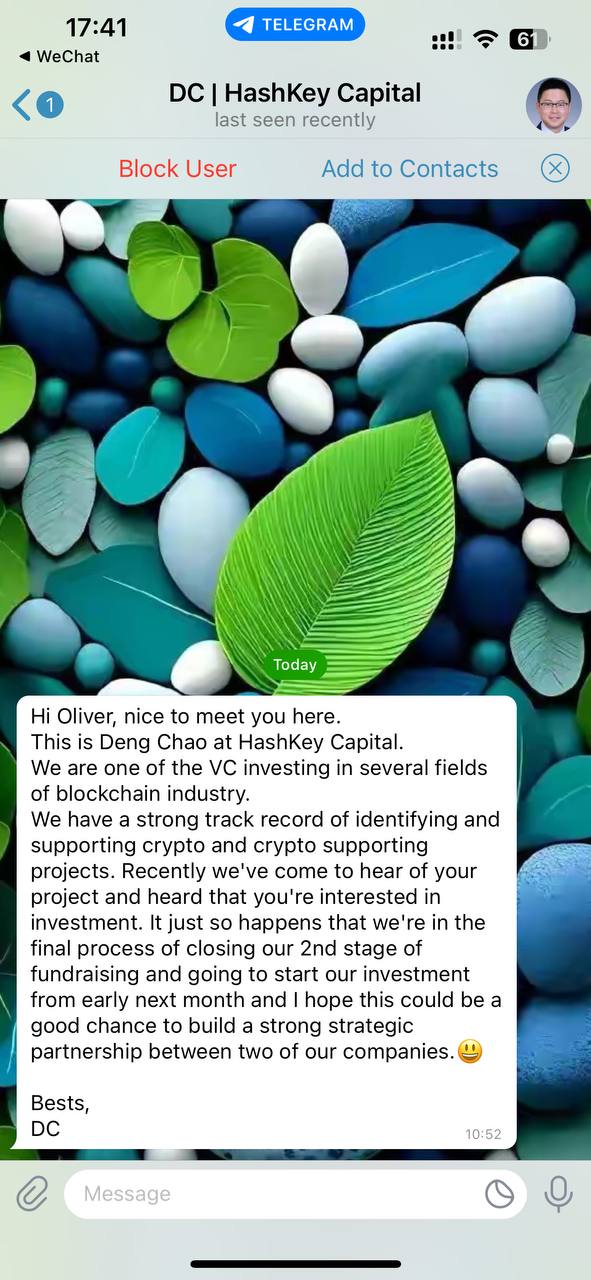 17:41
TELEGRAM
61
◀ WeChat
1
DC | HashKey Capital
last seen recently
Block User
Add to Contacts
Today
Hi Oliver, nice to meet you here.
This is Deng Chao at HashKey Capital.
We are one of the VC investing in several fields
of blockchain industry.
We have a strong track record of identifying and
supporting crypto and crypto supporting
projects. Recently we've come to hear of your
project and heard that you're interested in
investment. It just so happens that we're in the
final process of closing our 2nd stage of
fundraising and going to start our investment
from early next month and I hope this could be a
good chance to build a strong strategic
partnership between two of our companies.😃
Bests,
DC
10:52
Message